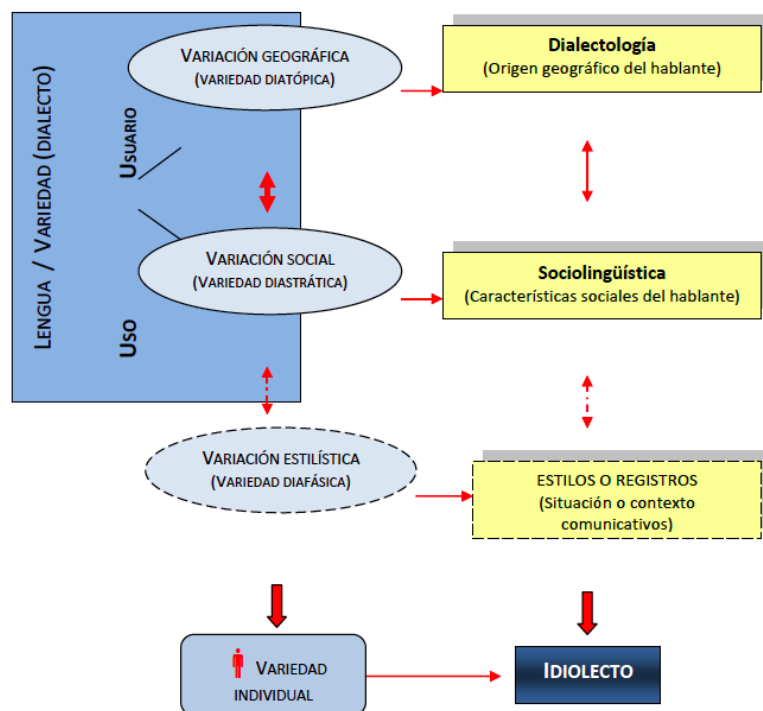 LENGUA / VARIEDAD (DIALECTO)
USUARIO
USO
VARIACIÓN GEOGRÁFICA
(VARIEDAD DIATÓPICA)
Dialectología
(Origen geográfico del hablante)
VARIACIÓN SOCIAL
(VARIEDAD DIASTRÁTICA)
Sociolingüística
(Características sociales del hablante)
VARIACIÓN ESTILÍSTICA
(VARIEDAD DIAFÁSICA)
ESTILOS O REGISTROS
(Situación o contexto
comunicativos)
VARIEDAD
INDIVIDUAL
IDIOLECTO